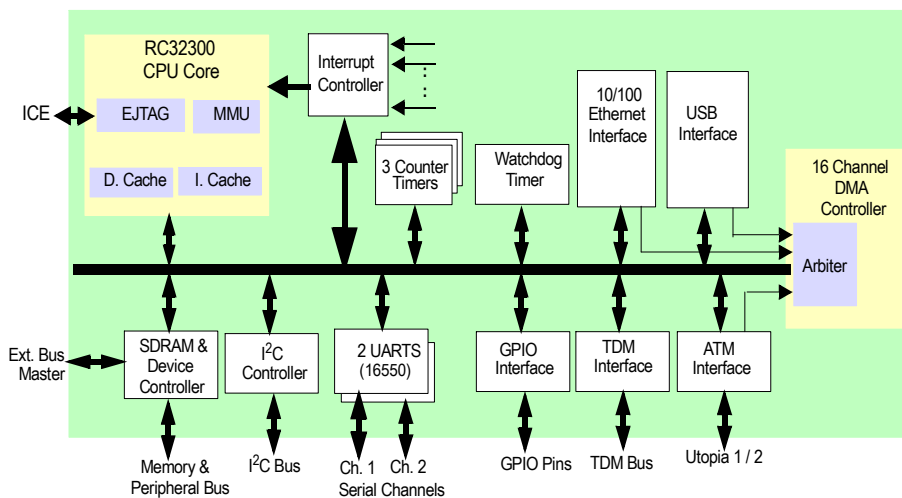 RC32300
CPU Core
EJTAG
MMU
D. Cache
I. Cache
ICE
Interrupt
Controller
3 Counter
Timers
Watchdog
Timer
10/100
Ethernet
Interface
USB
Interface
16 Channel
DMA
Controller
Arbiter
Ext. Bus
Master
SDRAM &
Device
Controller
I²C
Controller
2 UARTS
(16550)
GPIO
Interface
TDM
Interface
ATM
Interface
Memory &
Peripheral Bus
I²C Bus
Ch. 1
Ch. 2
Serial Channels
GPIO Pins
TDM Bus
Utopia 1 / 2